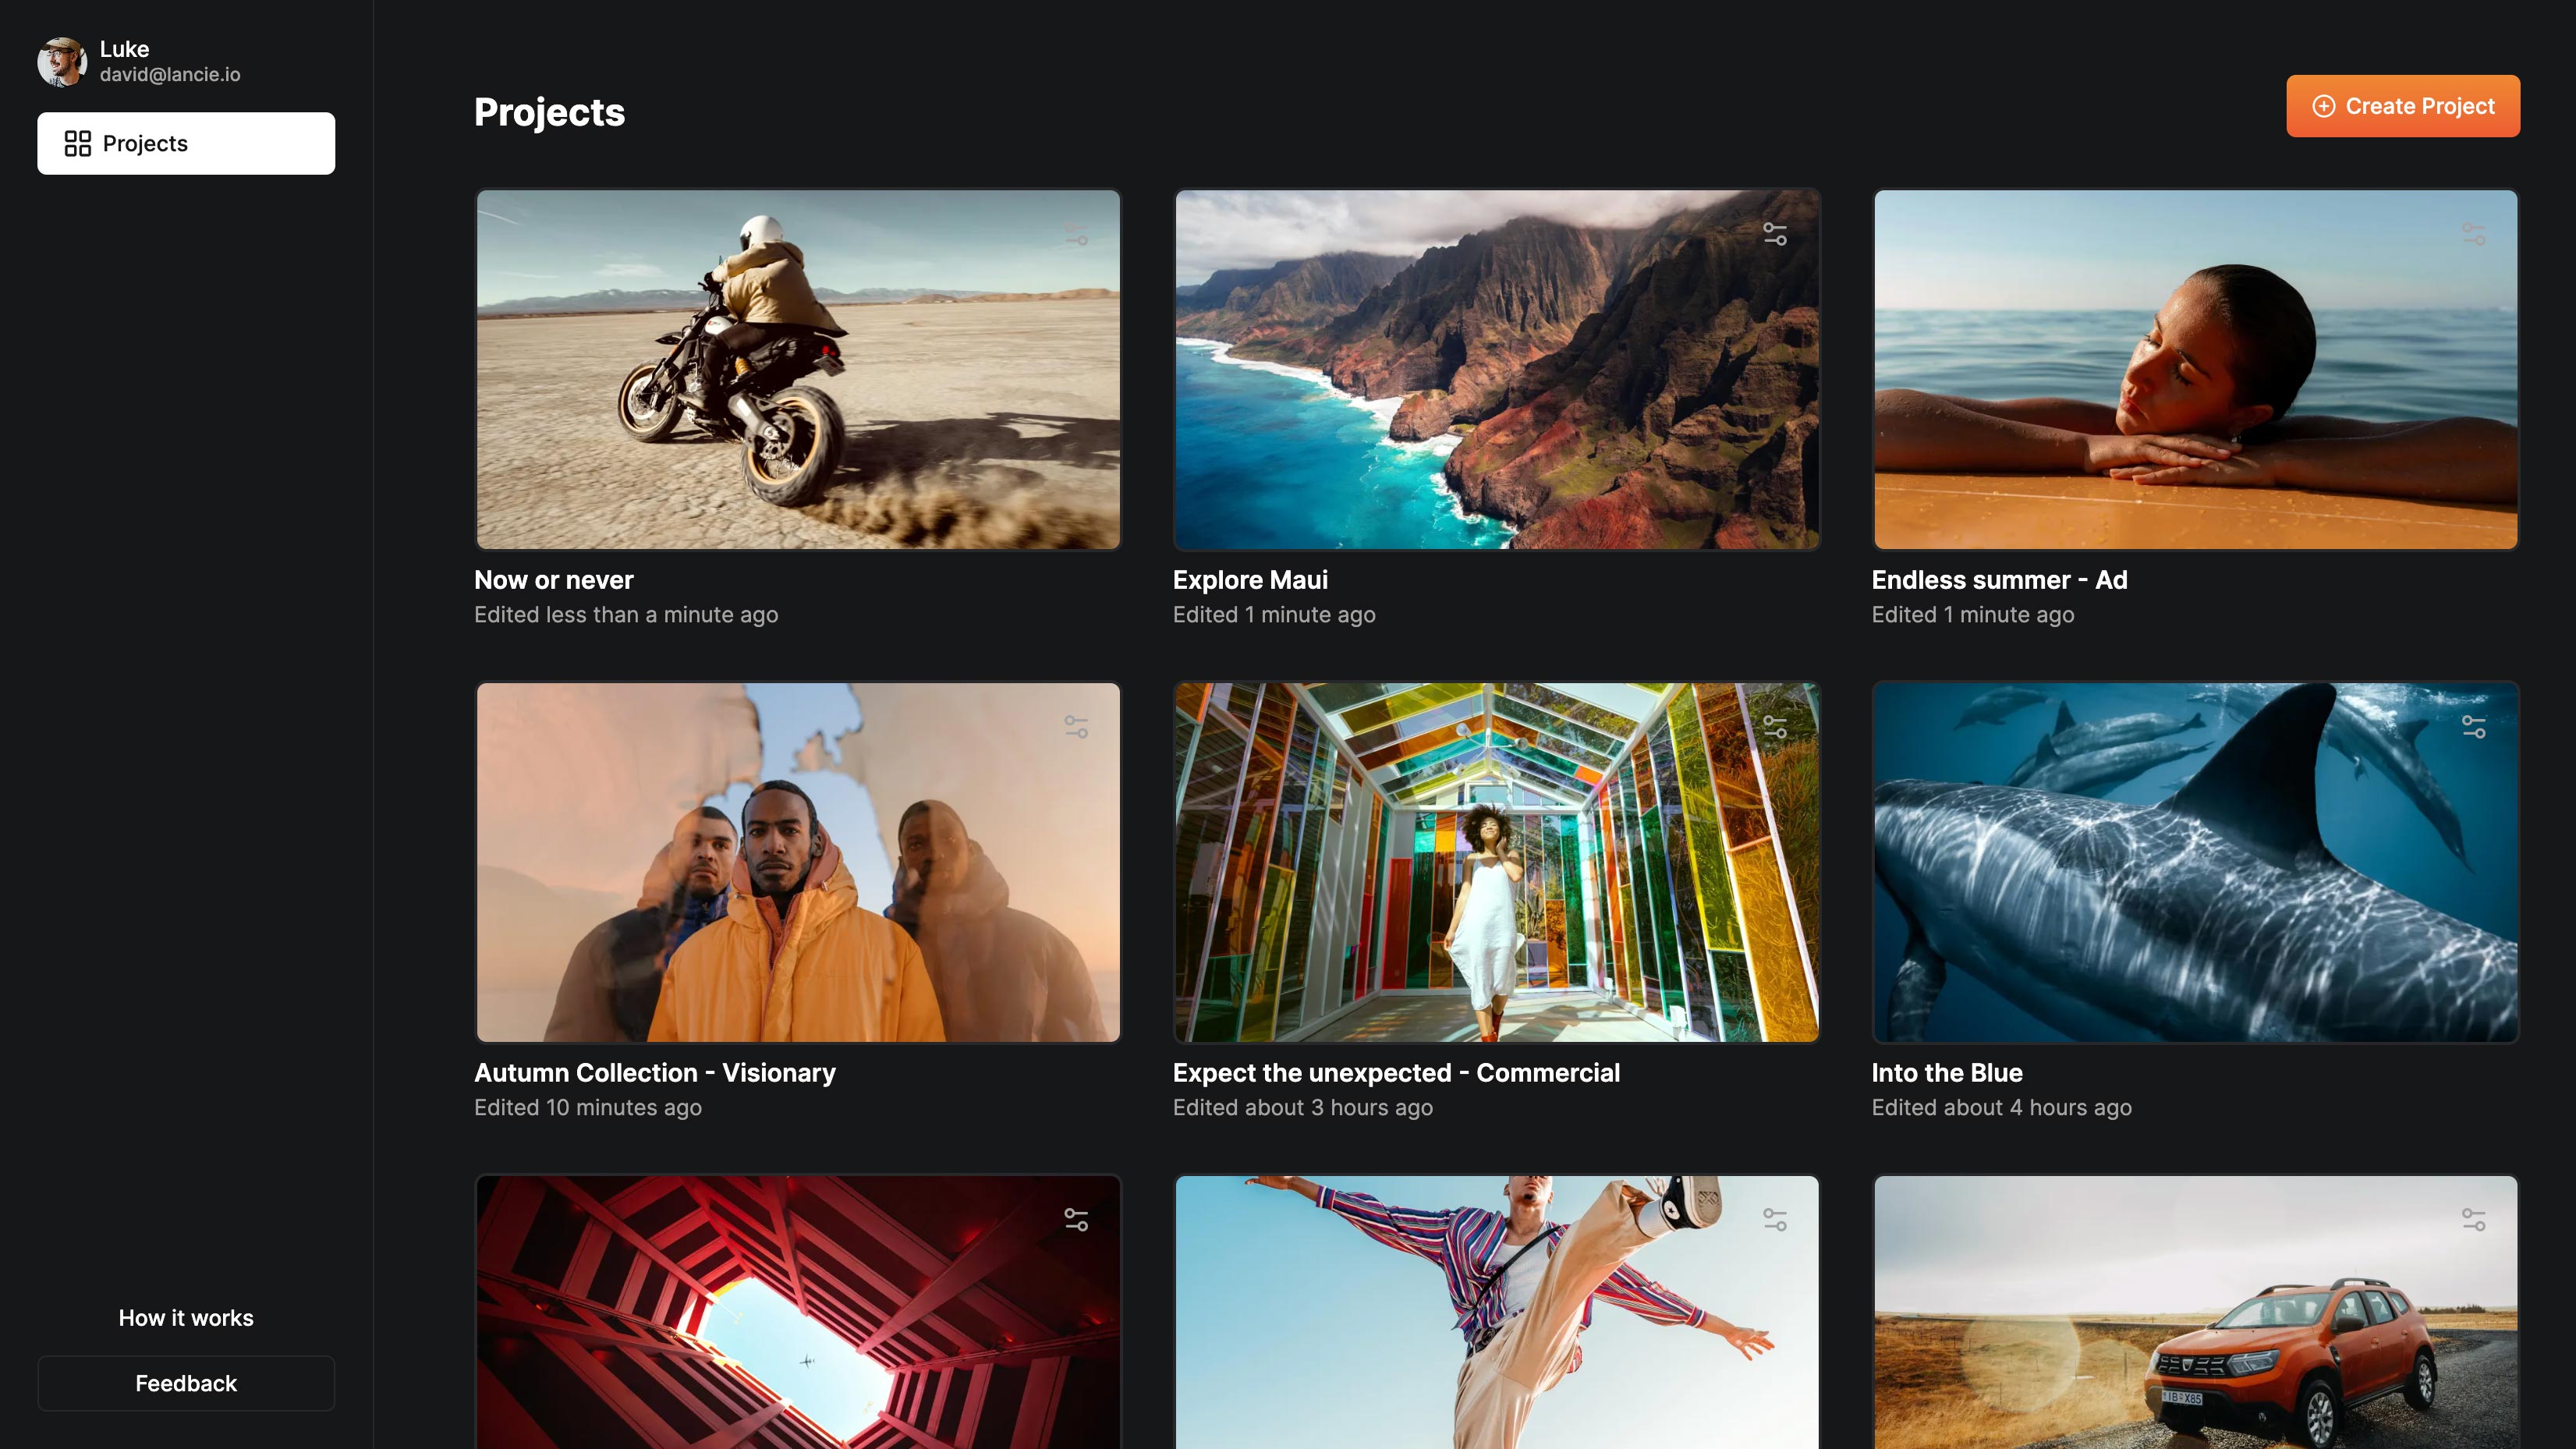 Luke
david@lancie.io
Projects
Projects
Create Project
Now or never
Edited less than a minute ago
Explore Maui
Edited 1 minute ago
Endless summer - Ad
Edited 1 minute ago
Autumn Collection - Visionary
Edited 10 minutes ago
Expect the unexpected - Commercial
Edited about 3 hours ago
Into the Blue
Edited about 4 hours ago
How it works
Feedback